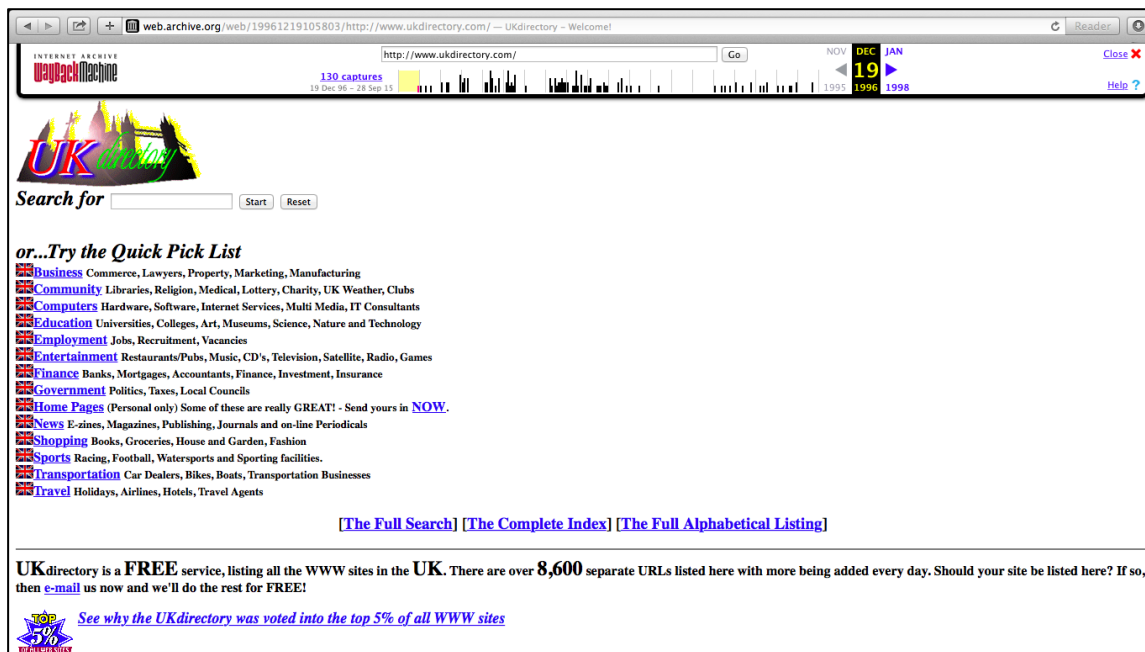 web.archive.org/web/19961219105803/http://www.ukdirectory.com/ — UKdirectory – Welcome!
Reader
INTERNET ARCHIVE
WayBackMachine
http://www.ukdirectory.com/
Go
130 captures
19 Dec 96 – 28 Sep 15
NOV DEC JAN
19
1995 1996 1998
Close
Help ?
UK directory
Search for
Start
Reset
or...Try the Quick Pick List
Business Commerce, Lawyers, Property, Marketing, Manufacturing
Community Libraries, Religion, Medical, Lottery, Charity, UK Weather, Clubs
Computers Hardware, Software, Internet Services, Multi Media, IT Consultants
Education Universities, Colleges, Art, Museums, Science, Nature and Technology
Employment Jobs, Recruitment, Vacancies
Entertainment Restaurants/Pubs, Music, CD's, Television, Satellite, Radio, Games
Finance Banks, Mortgages, Accountants, Finance, Investment, Insurance
Government Politics, Taxes, Local Councils
Home Pages (Personal only) Some of these are really GREAT! - Send yours in NOW.
News E-zines, Magazines, Publishing, Journals and on-line Periodicals
Shopping Books, Groceries, House and Garden, Fashion
Sports Racing, Football, Watersports and Sporting facilities.
Transportation Car Dealers, Bikes, Boats, Transportation Businesses
Travel Holidays, Airlines, Hotels, Travel Agents
[The Full Search] [The Complete Index] [The Full Alphabetical Listing]
UKdirectory is a FREE service, listing all the WWW sites in the UK. There are over 8,600 separate URLs listed here with more being added every day. Should your site be listed here? If so,
then e-mail us now and we'll do the rest for FREE!
TOP
5%
See why the UKdirectory was voted into the top 5% of all WWW sites